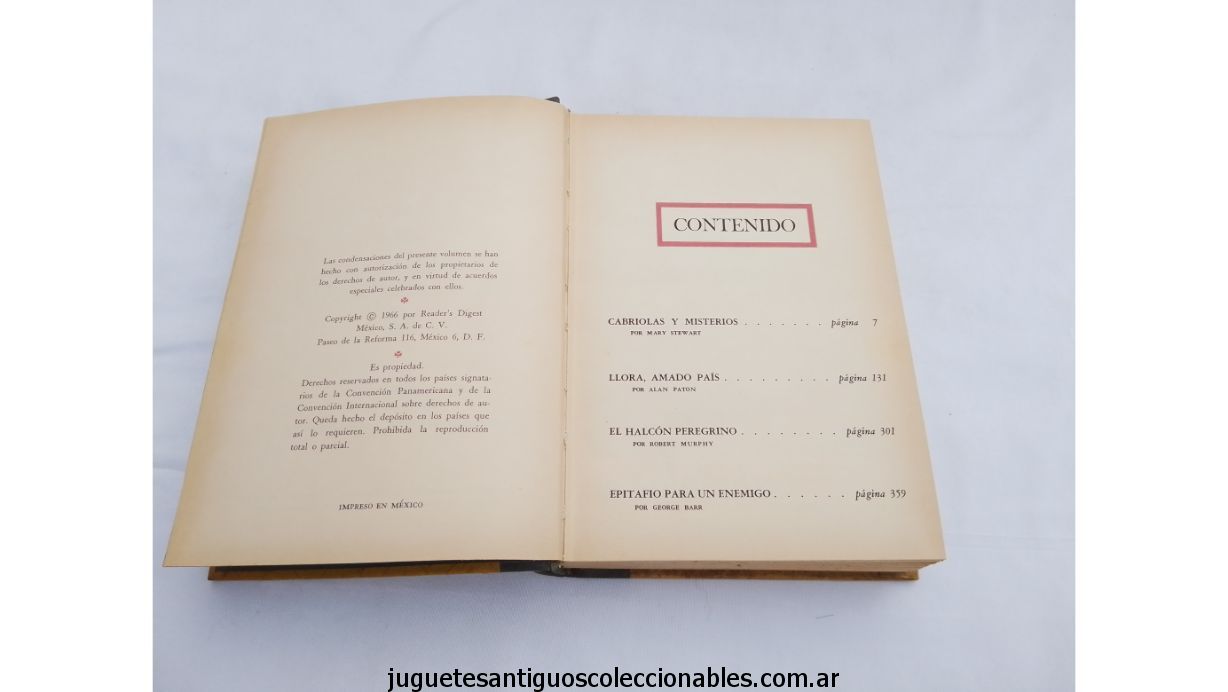 Las condensaciones del presente volumen se han
hecho con autorización de los propietarios de
los derechos de autor, y en virtud de acuerdos
especiales celebrados con ellos.
Copyright © 1966 por Reader's Digest
México, S. A. de C. V.
Paseo de la Reforma 116, México 6, D. F.
Es propiedad.
Derechos reservados en todos los países signata-
rios de la Convención Panamericana y de la
Convención Internacional sobre derechos de au-
tor. Queda hecho el depósito en los países que
así lo requieren. Prohibida la reproducción
total o parcial.
IMPRESO EN MÉXICO
CONTENIDO
CABRIOLAS Y MISTERIOS . . . . . . . página 7
POR MARY STEWART
LLORA, AMADO PAÍS . . . . . . . . . página 131
POR ALAN PATON
EL HALCÓN PEREGRINO . . . . . . . . página 301
POR ROBERT MURPHY
EPITAFIO PARA UN ENEMIGO . . . . . . página 359
POR GEORGE BARR
juguetesantiguoscoleccionables.com.ar